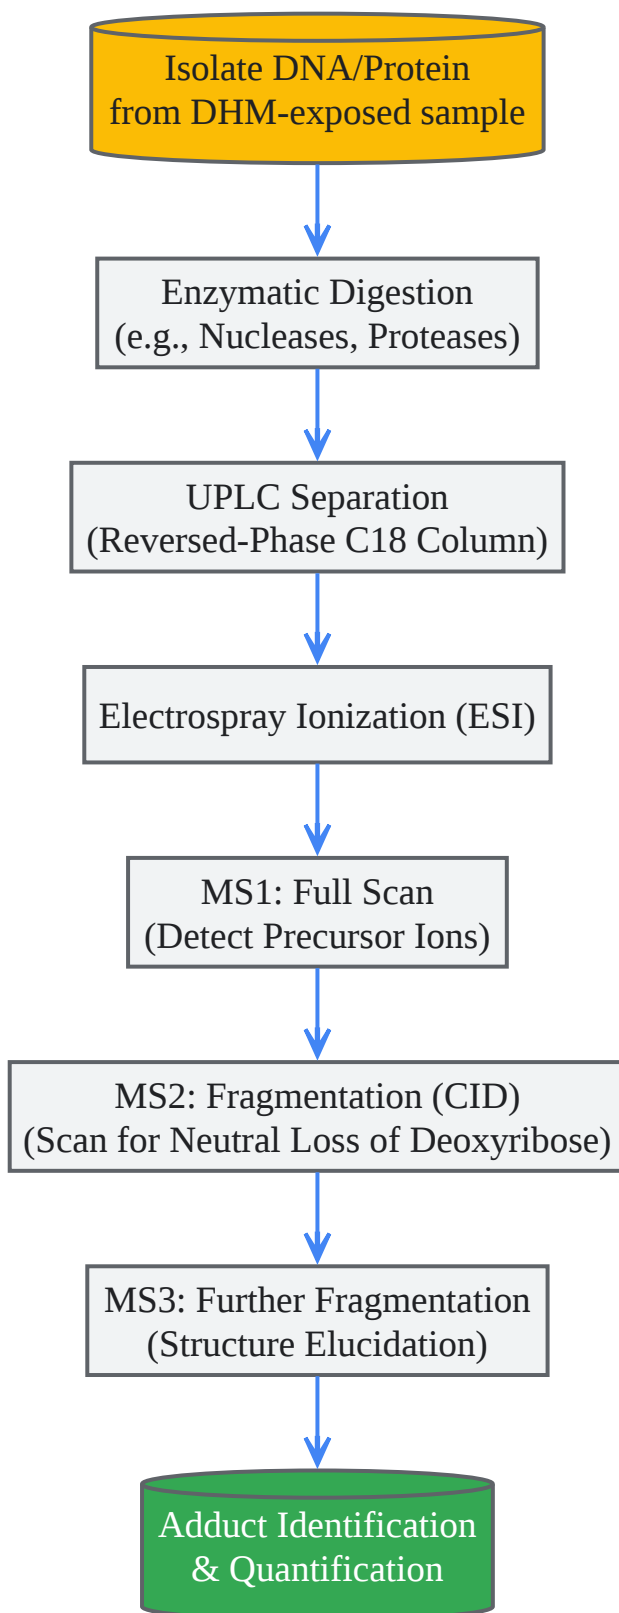 Isolate DNA/Protein
from DHM-exposed sample
Enzymatic Digestion
(e.g., Nucleases, Proteases)
UPLC Separation
(Reversed-Phase C18 Column)
Electrospray Ionization (ESI)
MS1: Full Scan
(Detect Precursor Ions)
MS2: Fragmentation (CID)
(Scan for Neutral Loss of Deoxyribose)
MS3: Further Fragmentation
(Structure Elucidation)
Adduct Identification
& Quantification